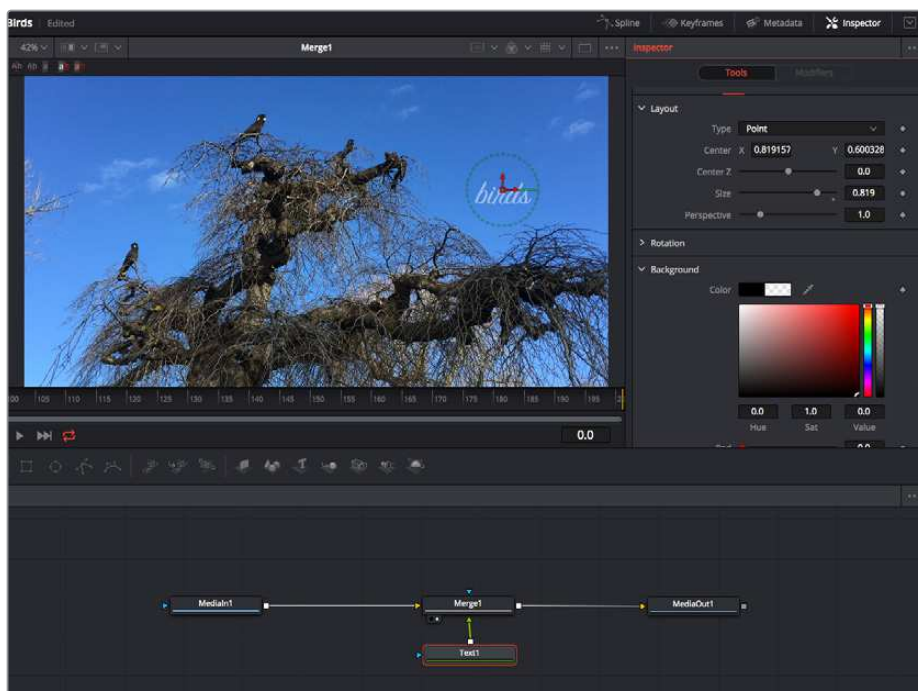 Birds Edited Spline Keyframes Metadata Inspector
42% Merge1 Inspector
Tools Modifiers
birds
Layout
Type Point
Center X 0.819157 Y 0.600328
Center Z 0.0
Size 0.819
Perspective 1.0
Rotation
Background
Color
0.0 1.0 0.0
Hue Sat Value
100 105 110 115 120 125 130 135 140 145 150 155 160 165 170 175 180 185 190 195
0.0
MediaIn1 Merge1 MediaOut1
Text1